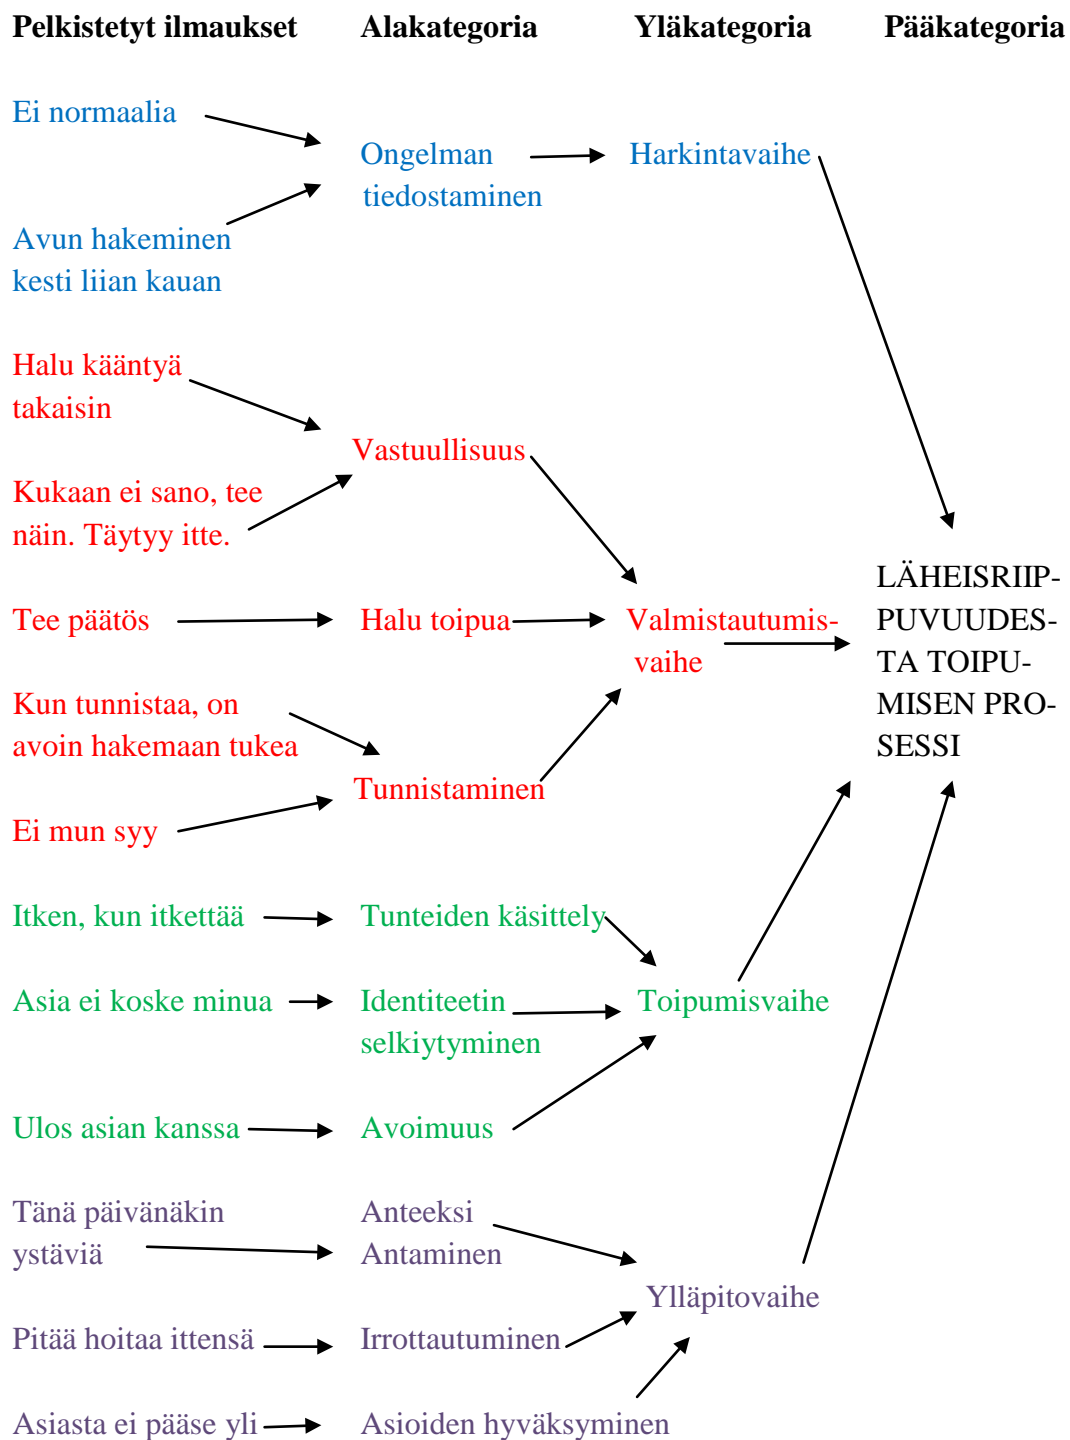 Pelkistetyt ilmaukset Alakategoria Yläkategoria Pääkategoria
Ei normaalia
Ongelman
tiedostaminen
Harkintavaihe
Avun hakeminen
kesti liian kauan
Halu kääntyä
takaisin
Vastuullisuus
Kukaan ei sano, tee
näin. Täytyy itte.
Tee päätös
Halu toipua
Valmistautumis-
vaihe
LÄHEISRIIP-
PUVUUDES-
TA TOIPU-
MISEN PRO-
SESSI
Kun tunnistaa, on
avoin hakemaan tukea
Tunnistaminen
Ei mun syy
Itken, kun itkettää
Tunteiden käsittely
Asia ei koske minua
Identiteetin
selkiytyminen
Toipumisvaihe
Ulos asian kanssa
Avoimuus
Tänä päivänäkin
ystäviä
Anteeksi
Antaminen
Ylläpitovaihe
Pitää hoitaa ittensä
Irrottautuminen
Asiasta ei pääse yli
Asioiden hyväksyminen